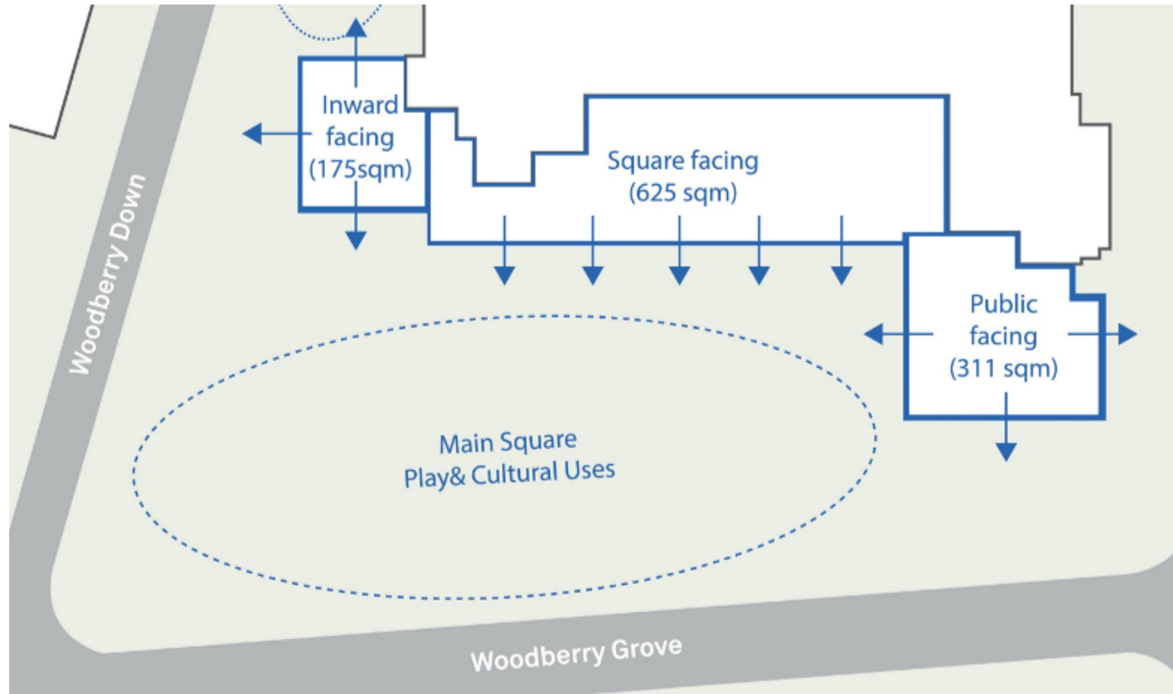 Inward
facing
(175sqm)
Square facing
(625 sqm)
Public
facing
(311 sqm)
Woodberry Down
Main Square
Play& Cultural Uses
Woodberry Grove